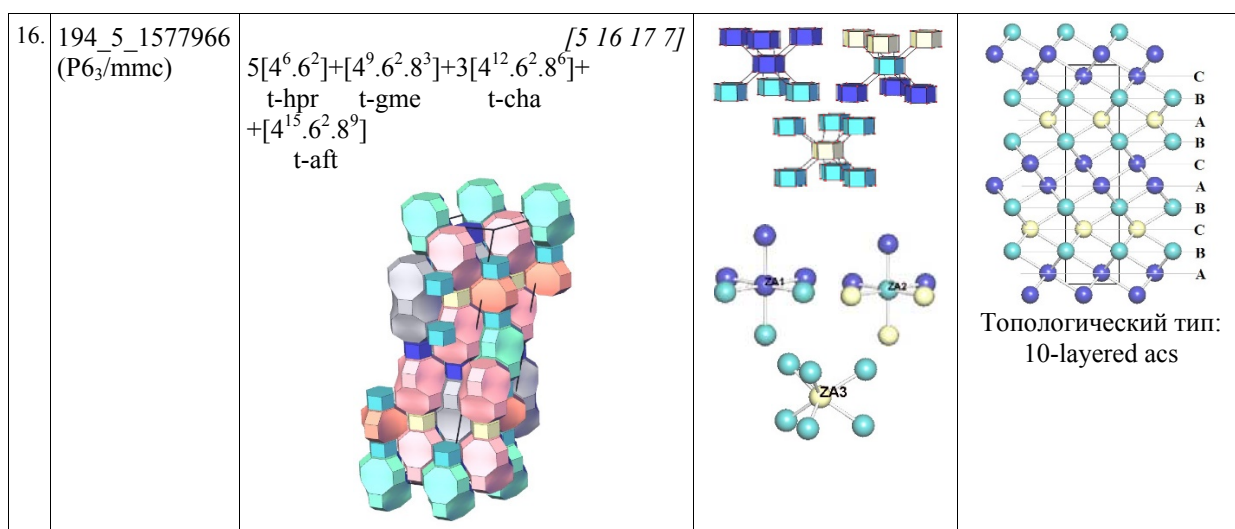 16.
194_5_1577966
(P6₃/mmc)
[5 16 17 7]
5[4⁶.6²]+[4⁹.6².8³]+3[4¹².6².8⁶]+
t-hpr t-gme t-cha
+[4¹⁵.6².8⁹]
t-aft
ZA1
ZA2
ZA3
C
B
A
B
C
A
B
C
B
A
Топологический тип:
10-layered acs